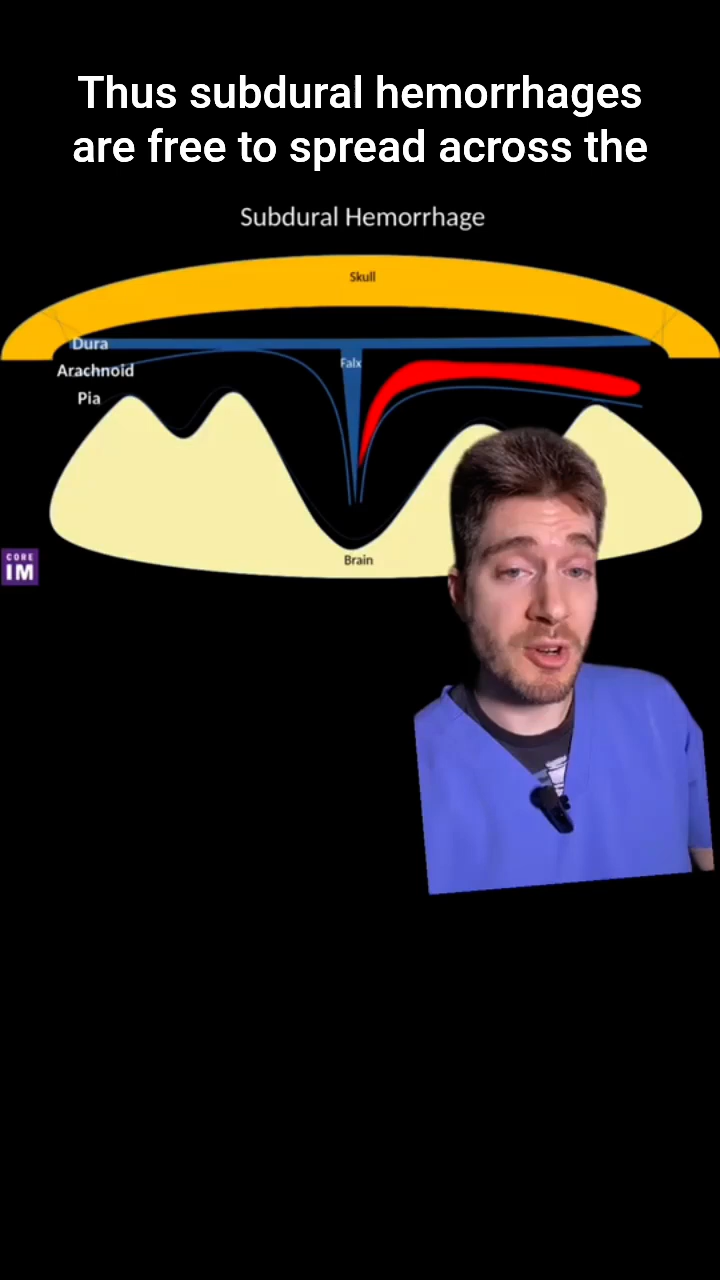 Thus subdural hemorrhages
are free to spread across the
Subdural Hemorrhage
Skull
Dura
Falx
Arachnoid
Pia
Brain
CORE
IM